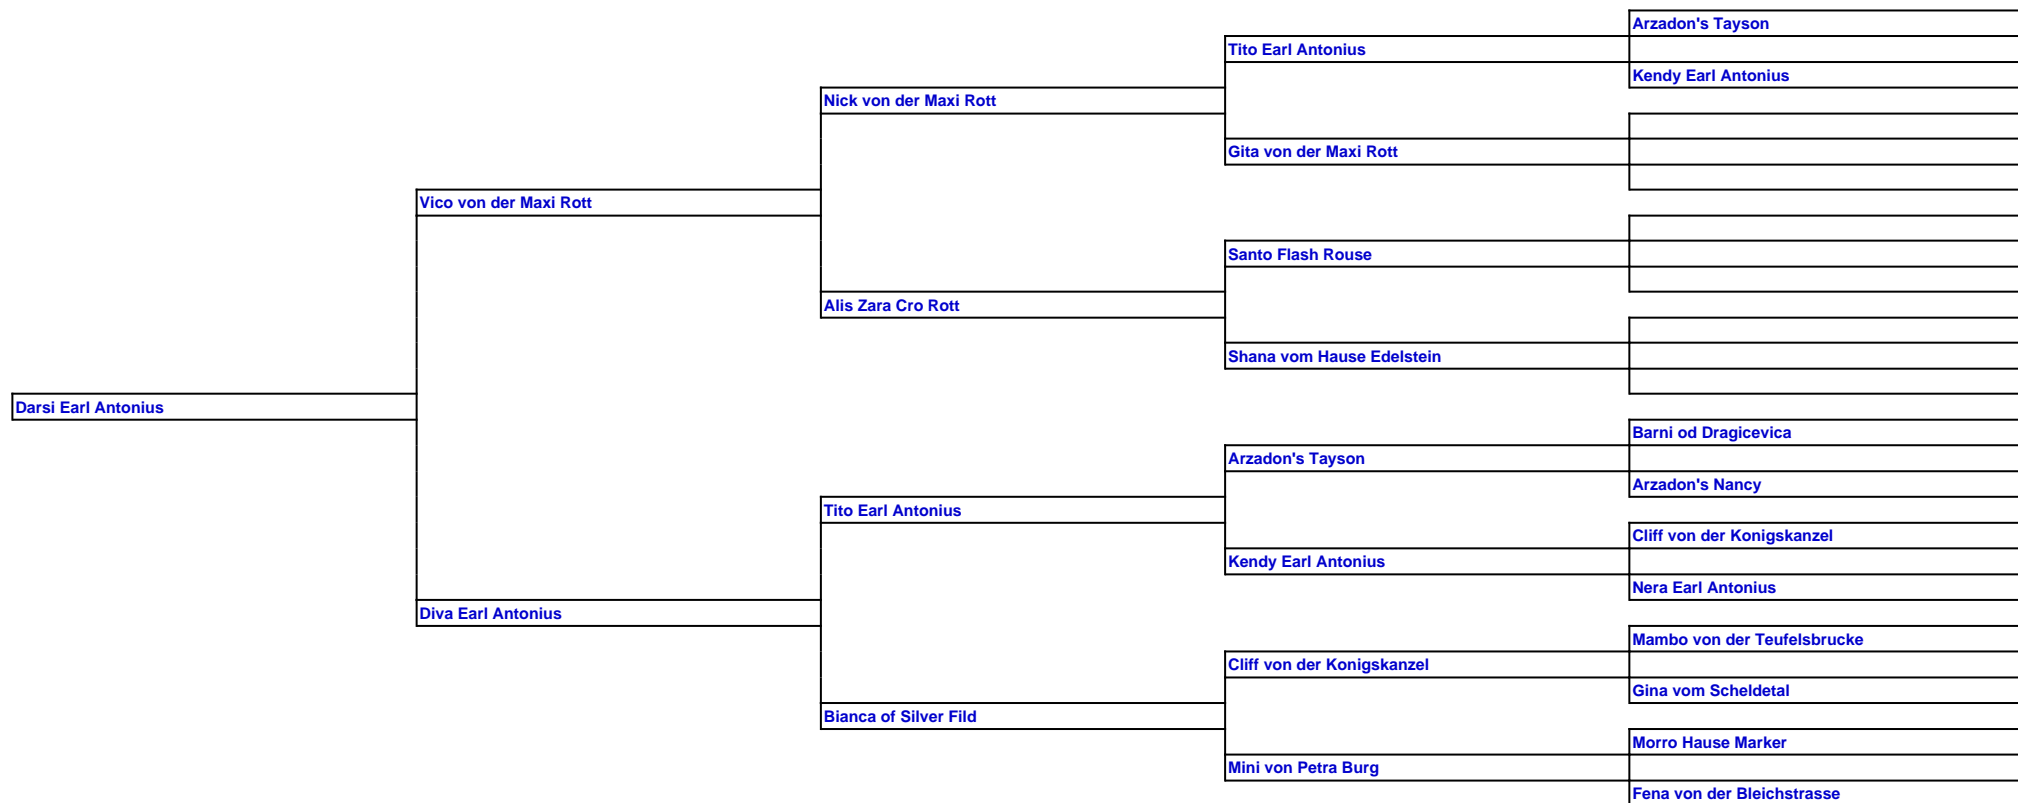 Arzadon's Tayson
Tito Earl Antonius
Kendy Earl Antonius
Nick von der Maxi Rott
Gita von der Maxi Rott
Vico von der Maxi Rott
Santo Flash Rouse
Alis Zara Cro Rott
Shana vom Hause Edelstein
Darsi Earl Antonius
Barni od Dragicevica
Arzadon's Tayson
Arzadon's Nancy
Tito Earl Antonius
Cliff von der Konigskanzel
Kendy Earl Antonius
Nera Earl Antonius
Diva Earl Antonius
Mambo von der Teufelsbrucke
Cliff von der Konigskanzel
Gina vom Scheldetal
Bianca of Silver Fild
Morro Hause Marker
Mini von Petra Burg
Fena von der Bleichstrasse